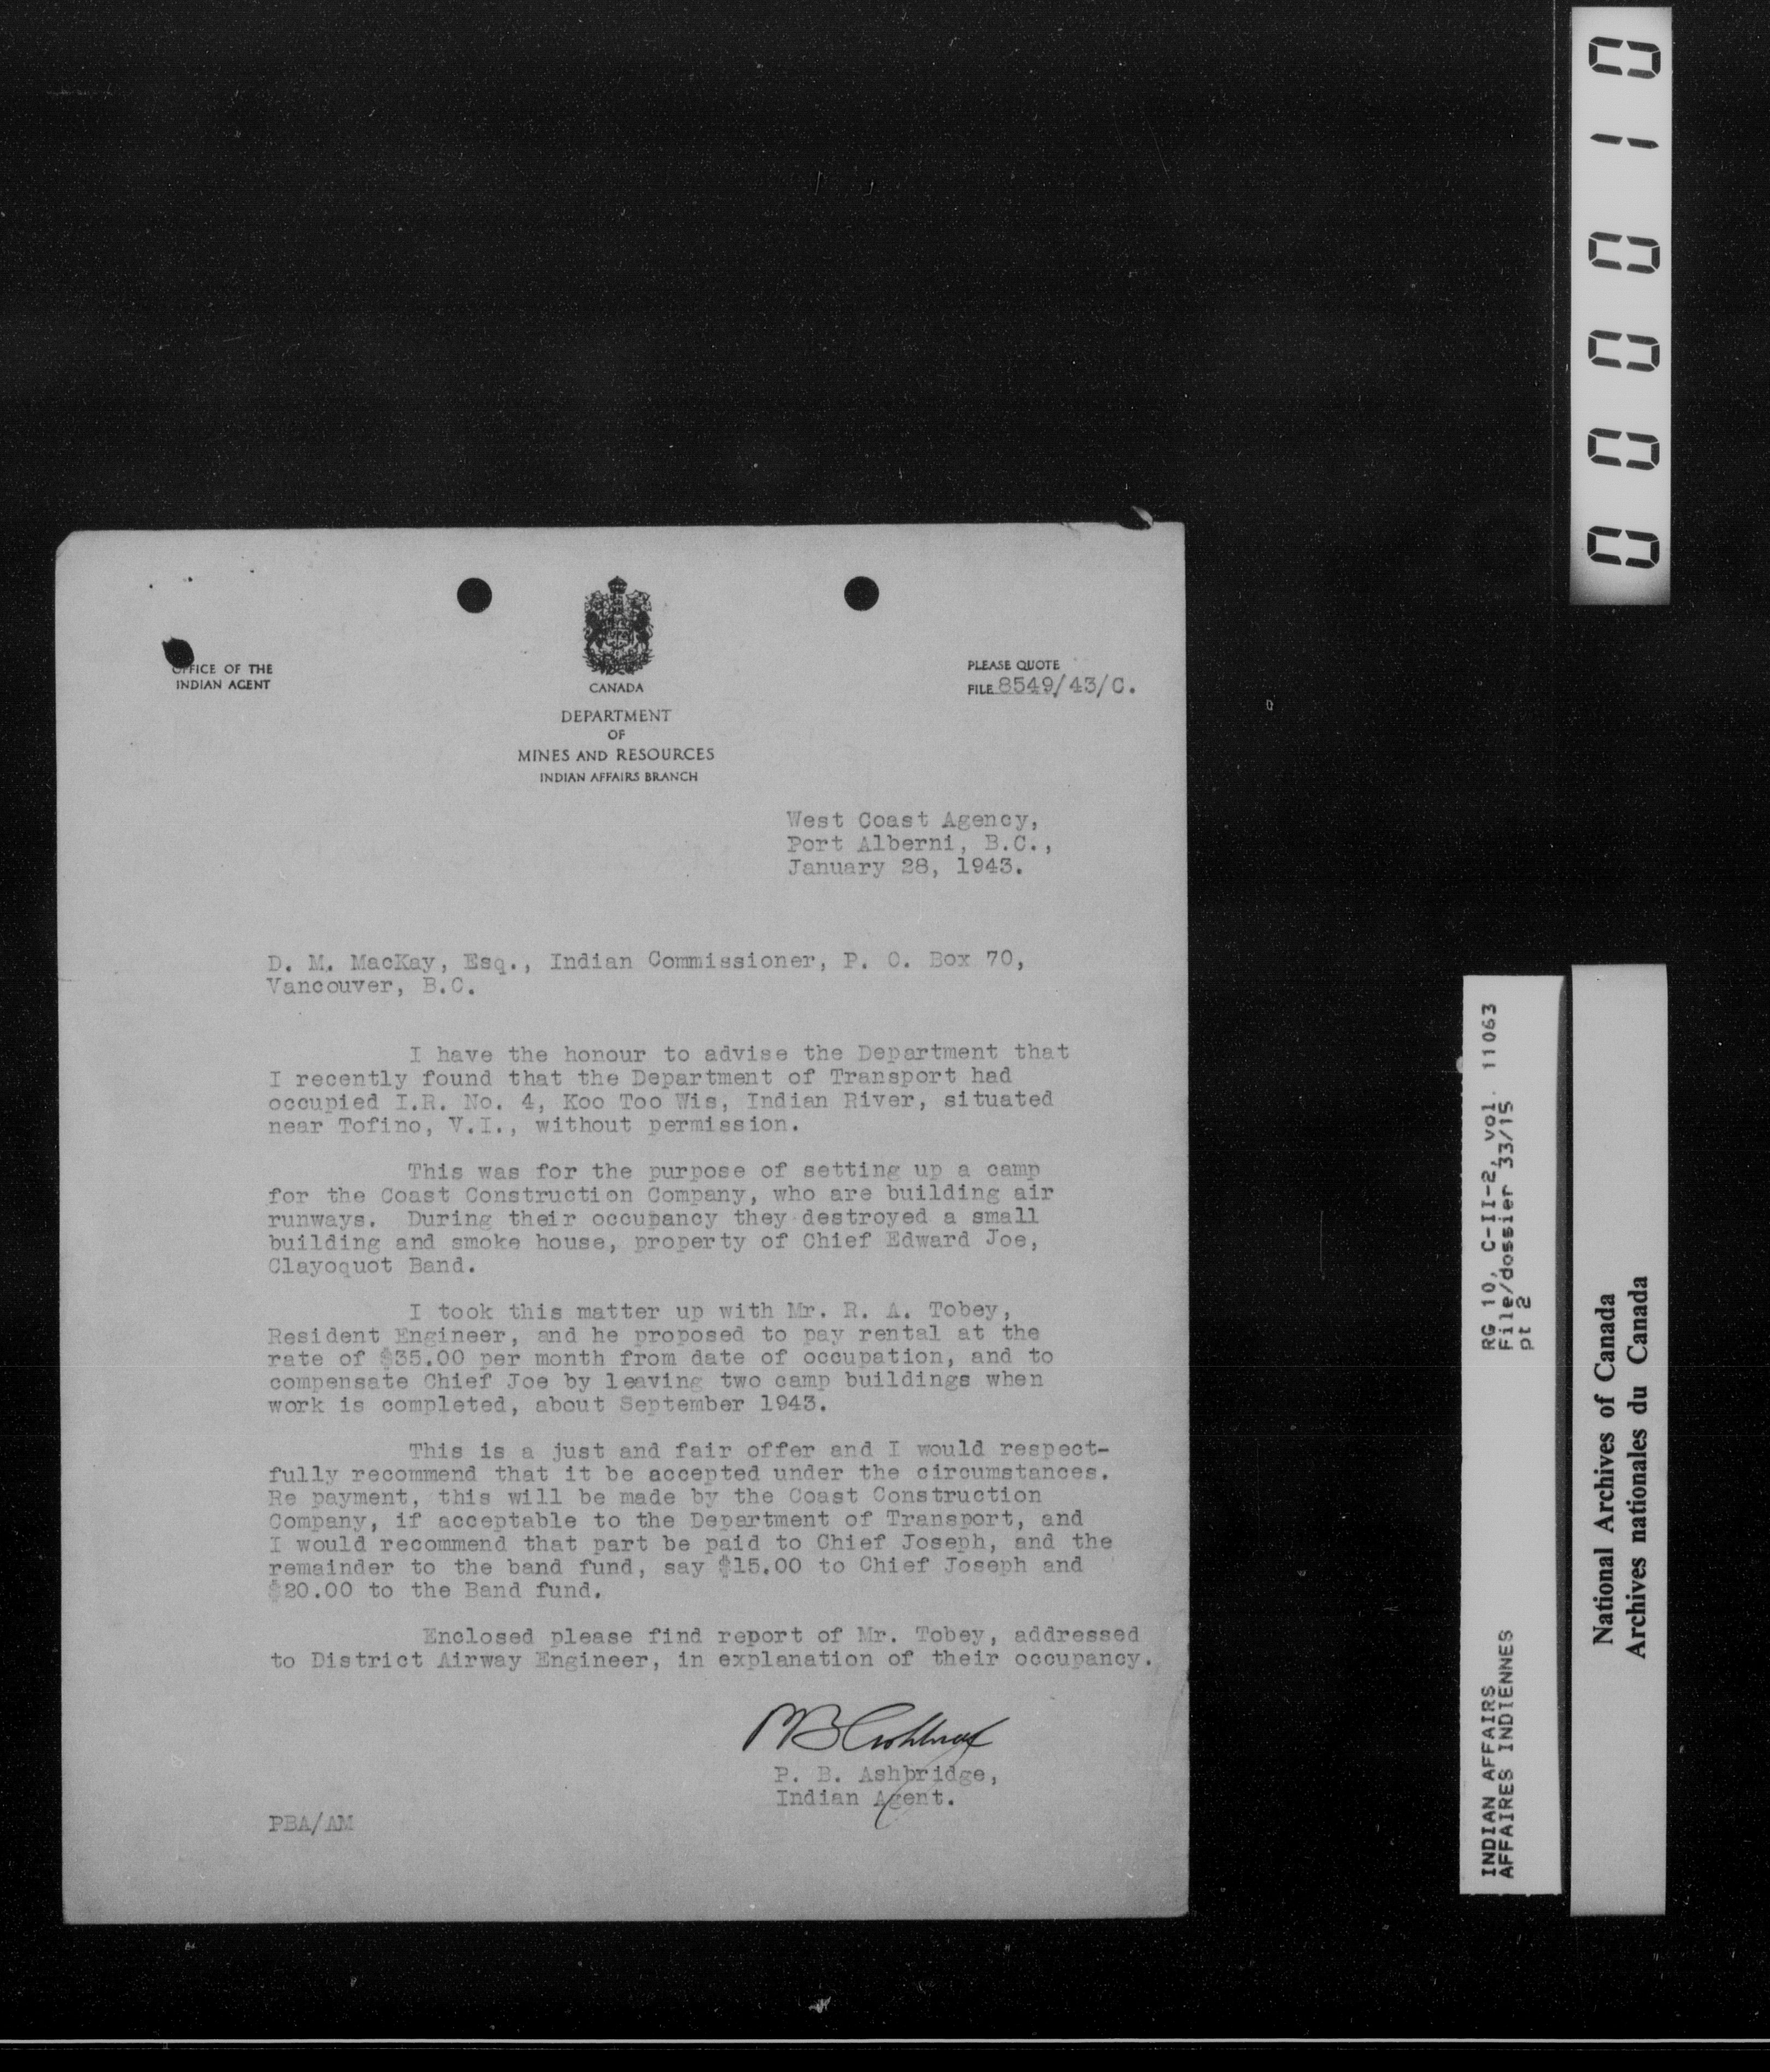 OFFICE OF THE
INDIAN AGENT
CANADA
DEPARTMENT
OF
MINES AND RESOURCES
INDIAN AFFAIRS BRANCH
PLEASE QUOTE
FILE 8549/43/C.
West Coast Agency,
Port Alberni, B.C.,
January 28, 1943.
D. M. MacKay, Esq., Indian Commissioner, P. O. Box 70,
Vancouver, B.C.
I have the honour to advise the Department that
I recently found that the Department of Transport had
occupied I.R. No. 4, Koo Too Wis, Indian River, situated
near Tofino, V.I., without permission.
This was for the purpose of setting up a camp
for the Coast Construction Company, who are building air
runways. During their occupancy they destroyed a small
building and smoke house, property of Chief Edward Joe,
Clayoquot Band.
I took this matter up with Mr. R. A. Tobey,
Resident Engineer, and he proposed to pay rental at the
rate of $35.00 per month from date of occupation, and to
compensate Chief Joe by leaving two camp buildings when
work is completed, about September 1943.
This is a just and fair offer and I would respect-
fully recommend that it be accepted under the circumstances.
Re payment, this will be made by the Coast Construction
Company, if acceptable to the Department of Transport, and
I would recommend that part be paid to Chief Joseph, and the
remainder to the band fund, say $15.00 to Chief Joseph and
$20.00 to the Band fund.
Enclosed please find report of Mr. Tobey, addressed
to District Airway Engineer, in explanation of their occupancy.
PB Ashbridge
P. B. Ashbridge,
Indian Agent.
PBA/AM
000010
RG 10, C-II-2, vol. 11063
File/dossier 33/15
pt 2
INDIAN AFFAIRS
AFFAIRES INDIENNES
National Archives of Canada
Archives nationales du Canada